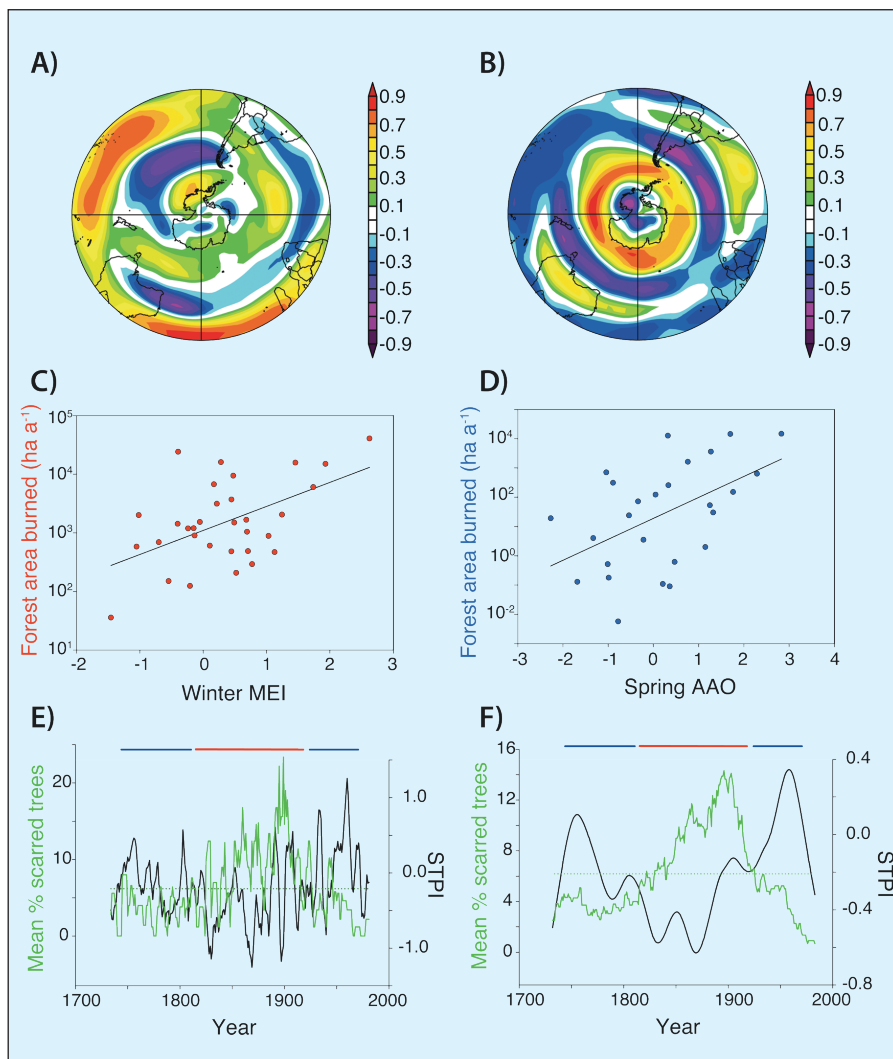 A)
0.9
0.7
0.5
0.3
0.1
-0.1
-0.3
-0.5
-0.7
-0.9
B)
0.9
0.7
0.5
0.3
0.1
-0.1
-0.3
-0.5
-0.7
-0.9
C)
Forest area burned (ha a⁻¹)
10⁵
10⁴
10³
10²
10¹
-2 -1 0 1 2 3
Winter MEI
D)
Forest area burned (ha a⁻¹)
10⁴
10²
10⁰
10⁻²
-3 -2 -1 0 1 2 3 4
Spring AAO
E)
Mean % scarred trees
20
10
0
1.0
-0.0
-1.0
STPI
1700 1800 1900 2000
Year
F)
Mean % scarred trees
16
12
8
4
0
0.4
0.0
-0.4
-0.8
STPI
1700 1800 1900 2000
Year